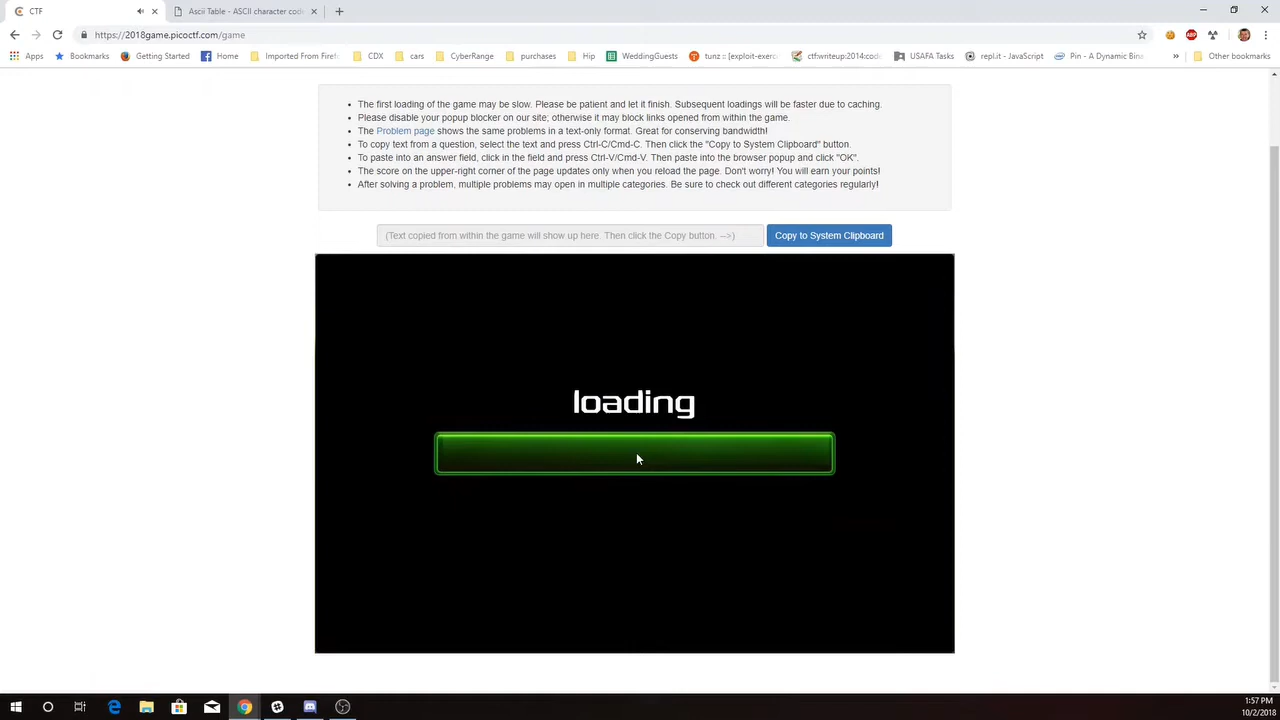 CTF
Ascii Table - ASCII character cod
https://2018game.picoctf.com/game
Apps Bookmarks Getting Started Home Imported From Firef CDX cars CyberRange purchases Hip WeddingGuests tunz :: [exploit-exerc ctf:writeup:2014:code USAFA Tasks repl.it - JavaScript Pin - A Dynamic Bina » Other bookmarks
• The first loading of the game may be slow. Please be patient and let it finish. Subsequent loadings will be faster due to caching.
• Please disable your popup blocker on our site; otherwise it may block links opened from within the game.
• The Problem page shows the same problems in a text-only format. Great for conserving bandwidth!
• To copy text from a question, select the text and press Ctrl-C/Cmd-C. Then click the "Copy to System Clipboard" button.
• To paste into an answer field, click in the field and press Ctrl-V/Cmd-V. Then paste into the browser popup and click "OK".
• The score on the upper-right corner of the page updates only when you reload the page. Don't worry! You will earn your points!
• After solving a problem, multiple problems may open in multiple categories. Be sure to check out different categories regularly!
(Text copied from within the game will show up here. Then click the Copy button. -->) Copy to System Clipboard
loading
1:57 PM
10/2/2018